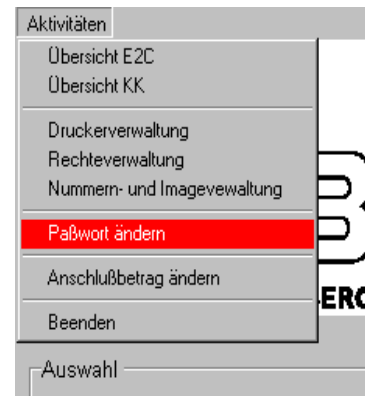 Aktivitäten
Übersicht E2C
Übersicht KK
Druckerverwaltung
Rechteverwaltung
Nummern- und Imagevewaltung
Paßwort ändern
Anschlußbetrag ändern
Beenden
Auswahl